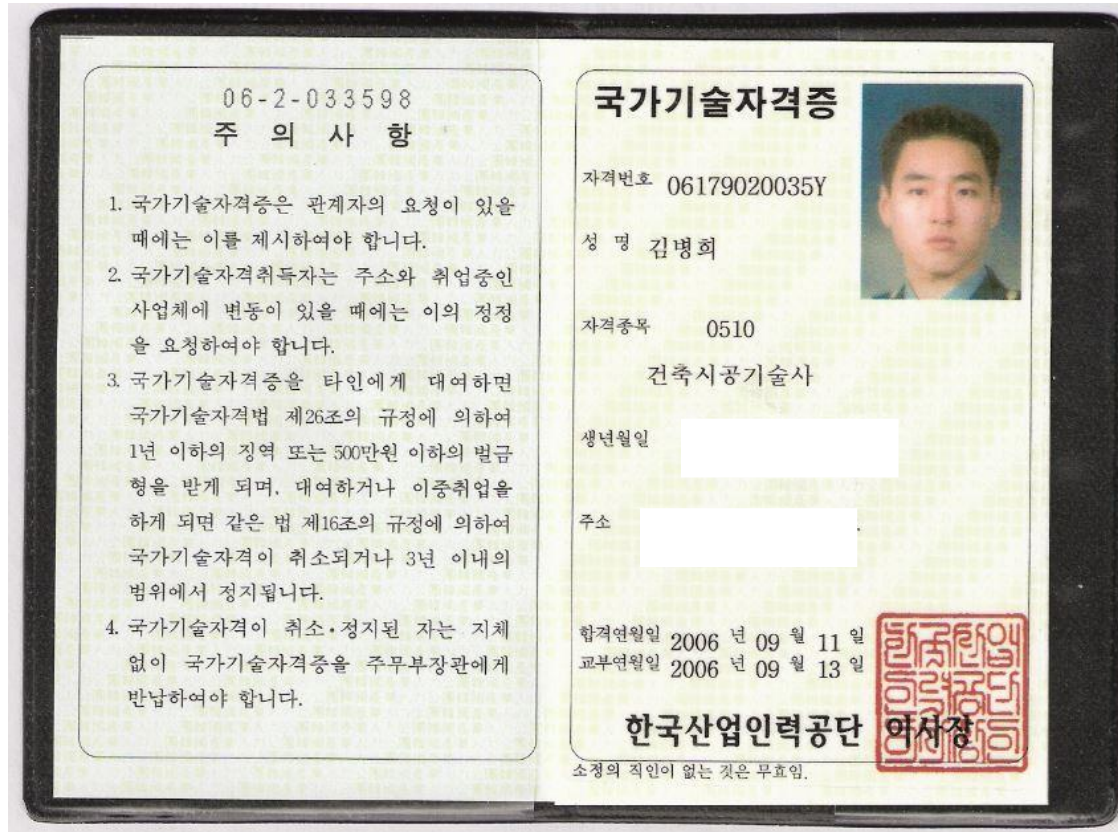 06-2-033598
주 의 사 항
1. 국가기술자격증은 관계자의 요청이 있을
때에는 이를 제시하여야 합니다.
2. 국가기술자격취득자는 주소와 취업중인
사업체에 변동이 있을 때에는 이의 정정
을 요청하여야 합니다.
3. 국가기술자격증을 타인에게 대여하면
국가기술자격법 제26조의 규정에 의하여
1년 이하의 징역 또는 500만원 이하의 벌금
형을 받게 되며, 대여하거나 이중취업을
하게 되면 같은 법 제16조의 규정에 의하여
국가기술자격이 취소되거나 3년 이내의
범위에서 정지됩니다.
4. 국가기술자격이 취소·정지된 자는 지체
없이 국가기술자격증을 주무부장관에게
반납하여야 합니다.
국가기술자격증
자격번호 06179020035Y
성 명 김병희
자격종목 0510
건축시공기술사
생년월일
주소
합격연월일 2006 년 09 월 11 일
교부연월일 2006 년 09 월 13 일
한국산업인력공단 이사장
소정의 직인이 없는 것은 무효임.